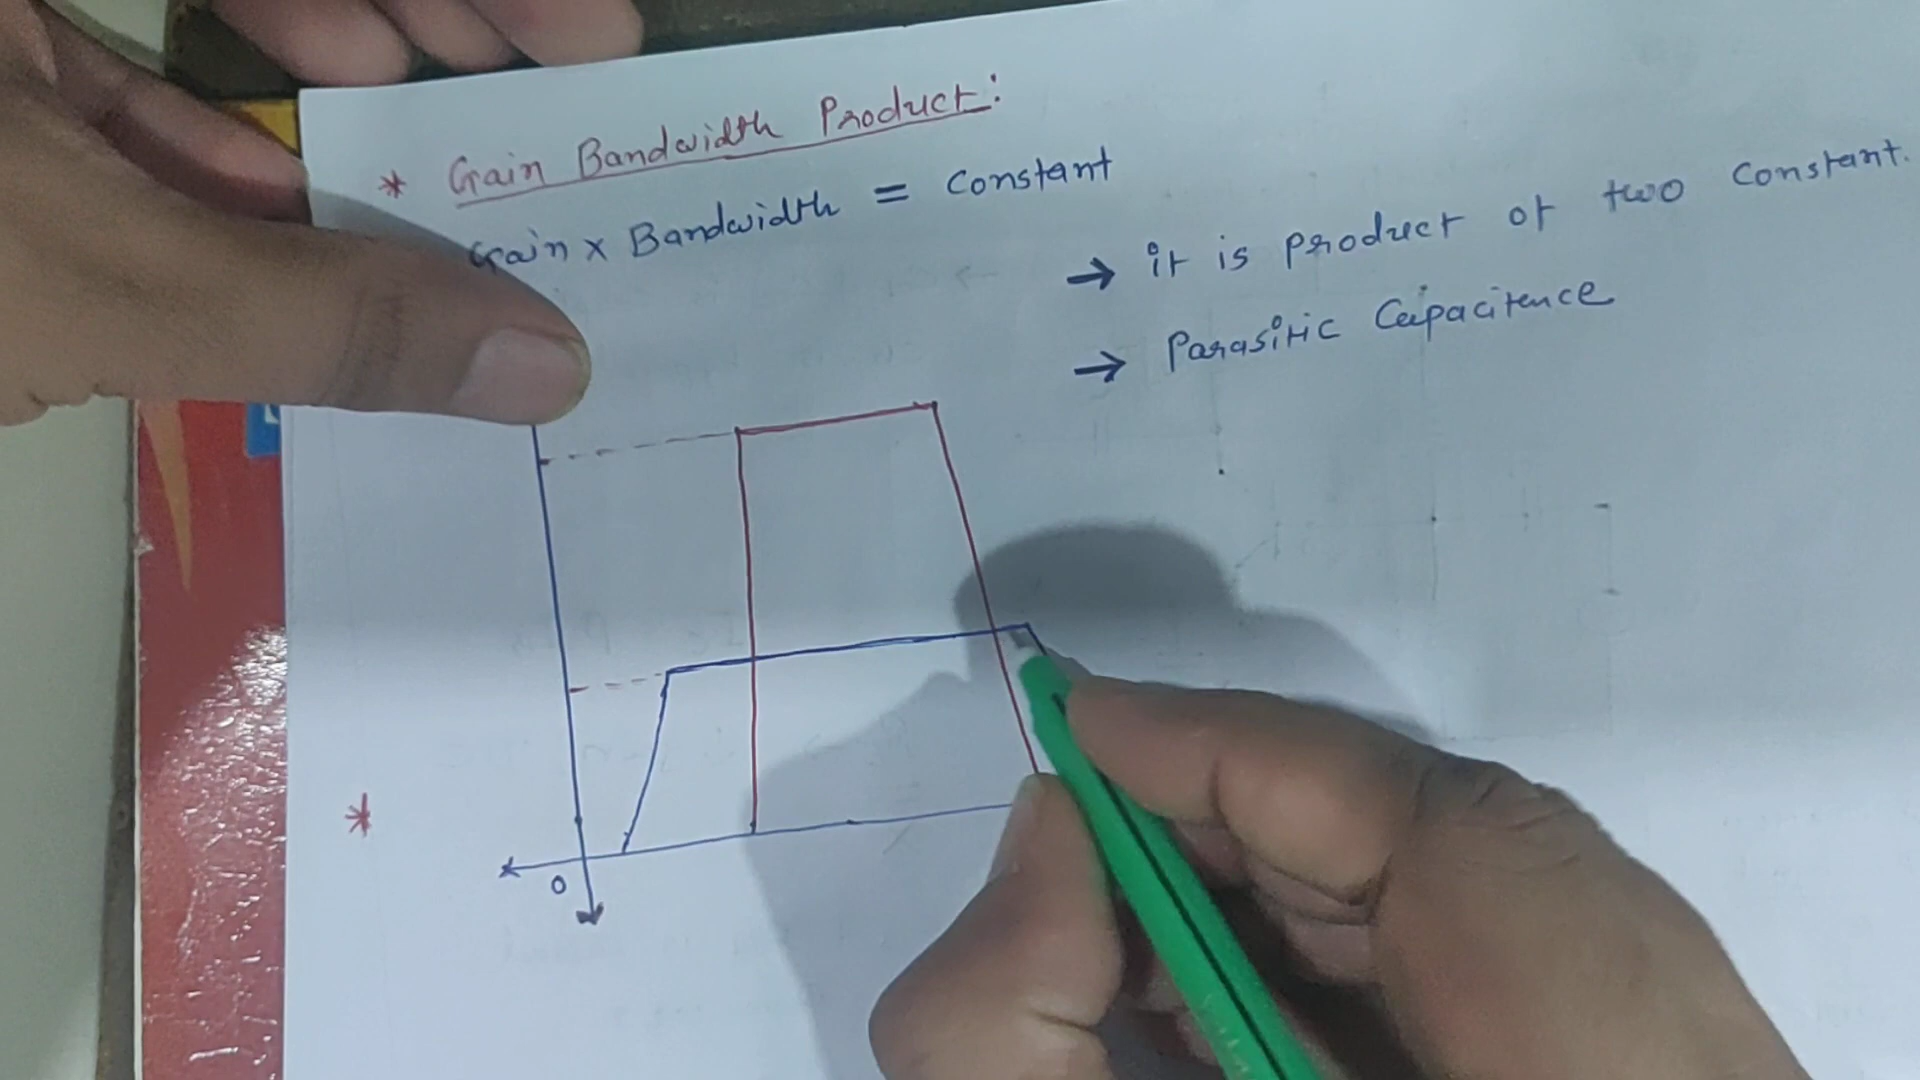 * Gain Bandwidth Product:
Gain x Bandwidth = Constant
→ it is product of two constant.
→ Parasitic Capacitence
*
0